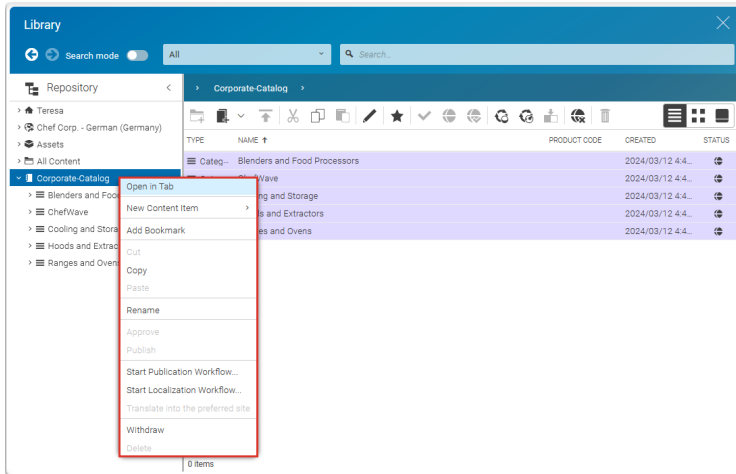 Library
Search mode
All
Search...
Repository
Corporate-Catalog
Teresa
Chef Corp. - German (Germany)
Assets
All Content
Corporate-Catalog
Blenders and Foo
ChefWave
Cooling and Stora
Hoods and Extrac
Ranges and Oven
TYPE NAME PRODUCT CODE CREATED STATUS
Categ... Blenders and Food Processors 2024/03/12 4:4...
2024/03/12 4:4...
ng and Storage 2024/03/12 4:4...
s and Extractors 2024/03/12 4:4...
es and Ovens 2024/03/12 4:4...
Open in Tab
New Content Item
Add Bookmark
Cut
Copy
Paste
Rename
Approve
Publish
Start Publication Workflow...
Start Localization Workflow...
Translate into the preferred site
Withdraw
Delete
0 items